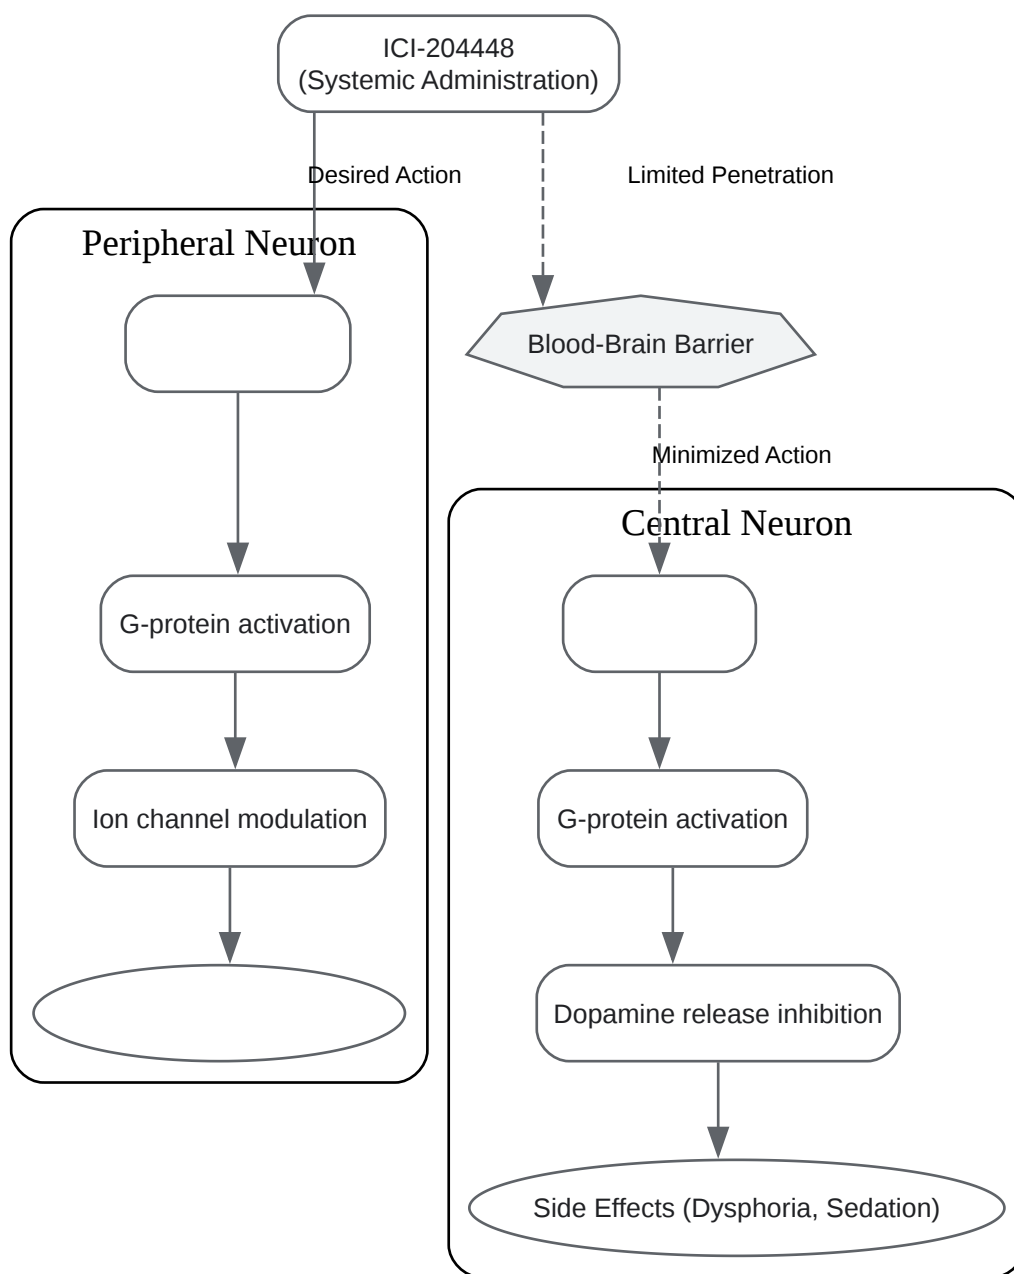 ICI-204448
(Systemic Administration)
Desired Action
Limited Penetration
Peripheral Neuron
Blood-Brain Barrier
Minimized Action
Central Neuron
G-protein activation
Ion channel modulation
G-protein activation
Dopamine release inhibition
Side Effects (Dysphoria, Sedation)